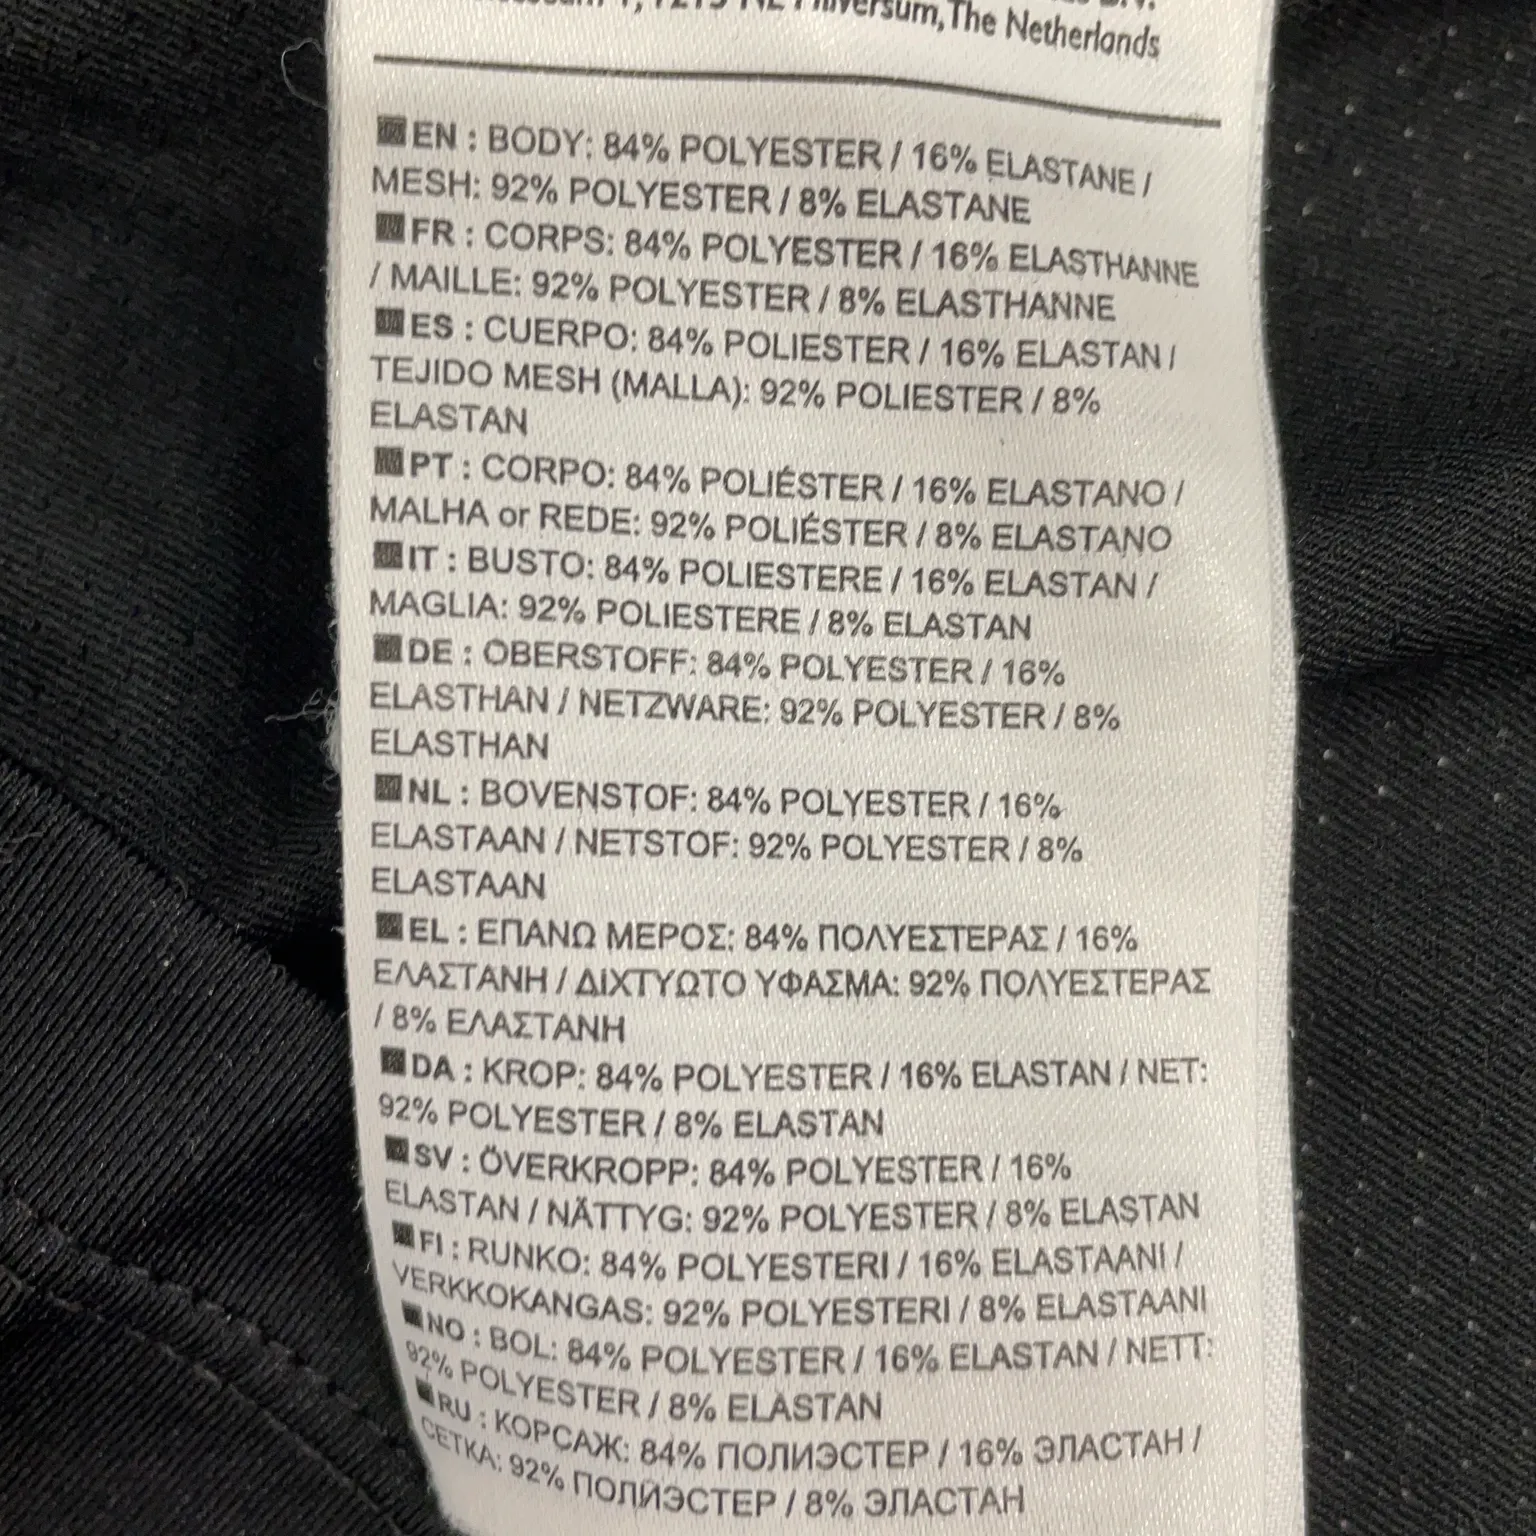 The Netherlands
EN : BODY: 84% POLYESTER / 16% ELASTANE /
MESH: 92% POLYESTER / 8% ELASTANE
FR : CORPS: 84% POLYESTER / 16% ELASTHANNE
/ MAILLE: 92% POLYESTER / 8% ELASTHANNE
ES : CUERPO: 84% POLIESTER / 16% ELASTAN /
TEJIDO MESH (MALLA): 92% POLIESTER / 8%
ELASTAN
PT : CORPO: 84% POLIÉSTER / 16% ELASTANO /
MALHA or REDE: 92% POLIÉSTER / 8% ELASTANO
IT : BUSTO: 84% POLIESTERE / 16% ELASTAN /
MAGLIA: 92% POLIESTERE / 8% ELASTAN
DE : OBERSTOFF: 84% POLYESTER / 16%
ELASTHAN / NETZWARE: 92% POLYESTER / 8%
ELASTHAN
NL : BOVENSTOF: 84% POLYESTER / 16%
ELASTAAN / NETSTOF: 92% POLYESTER / 8%
ELASTAAN
EL : ΕΠΑΝΩ ΜΕΡΟΣ: 84% ΠΟΛΥΕΣΤΕΡΑΣ / 16%
ΕΛΑΣΤΑΝΗ / ΔΙΧΤΥΩΤΟ ΥΦΑΣΜΑ: 92% ΠΟΛΥΕΣΤΕΡΑΣ
/ 8% ΕΛΑΣΤΑΝΗ
DA : KROP: 84% POLYESTER / 16% ELASTAN / NET:
92% POLYESTER / 8% ELASTAN
SV : ÖVERKROPP: 84% POLYESTER / 16%
ELASTAN / NÄTTYG: 92% POLYESTER / 8% ELASTAN
FI : RUNKO: 84% POLYESTERI / 16% ELASTAANI /
VERKKOKANGAS: 92% POLYESTERI / 8% ELASTAANI
NO : BOL: 84% POLYESTER / 16% ELASTAN / NETT:
92% POLYESTER / 8% ELASTAN
RU : КОРСАЖ: 84% ПОЛИЭСТЕР / 16% ЭЛАСТАН /
СЕТКА: 92% ПОЛИЭСТЕР / 8% ЭЛАСТАН